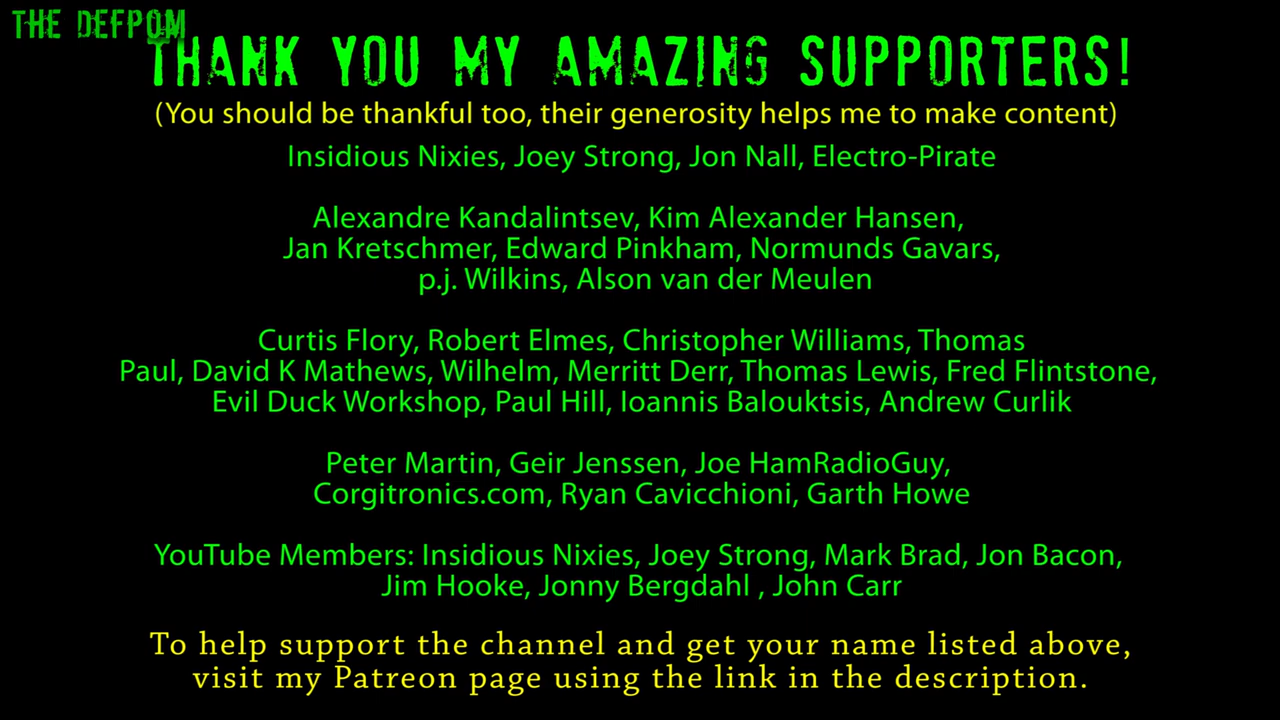 THE DEFPOM
THANK YOU MY AMAZING SUPPORTERS!
(You should be thankful too, their generosity helps me to make content)
Insidious Nixies, Joey Strong, Jon Nall, Electro-Pirate
Alexandre Kandalintsev, Kim Alexander Hansen,
Jan Kretschmer, Edward Pinkham, Normunds Gavars,
p.j. Wilkins, Alson van der Meulen
Curtis Flory, Robert Elmes, Christopher Williams, Thomas
Paul, David K Mathews, Wilhelm, Merritt Derr, Thomas Lewis, Fred Flintstone,
Evil Duck Workshop, Paul Hill, Ioannis Balouktsis, Andrew Curlik
Peter Martin, Geir Jenssen, Joe HamRadioGuy,
Corgitronics.com, Ryan Cavicchioni, Garth Howe
YouTube Members: Insidious Nixies, Joey Strong, Mark Brad, Jon Bacon,
Jim Hooke, Jonny Bergdahl , John Carr
To help support the channel and get your name listed above,
visit my Patreon page using the link in the description.